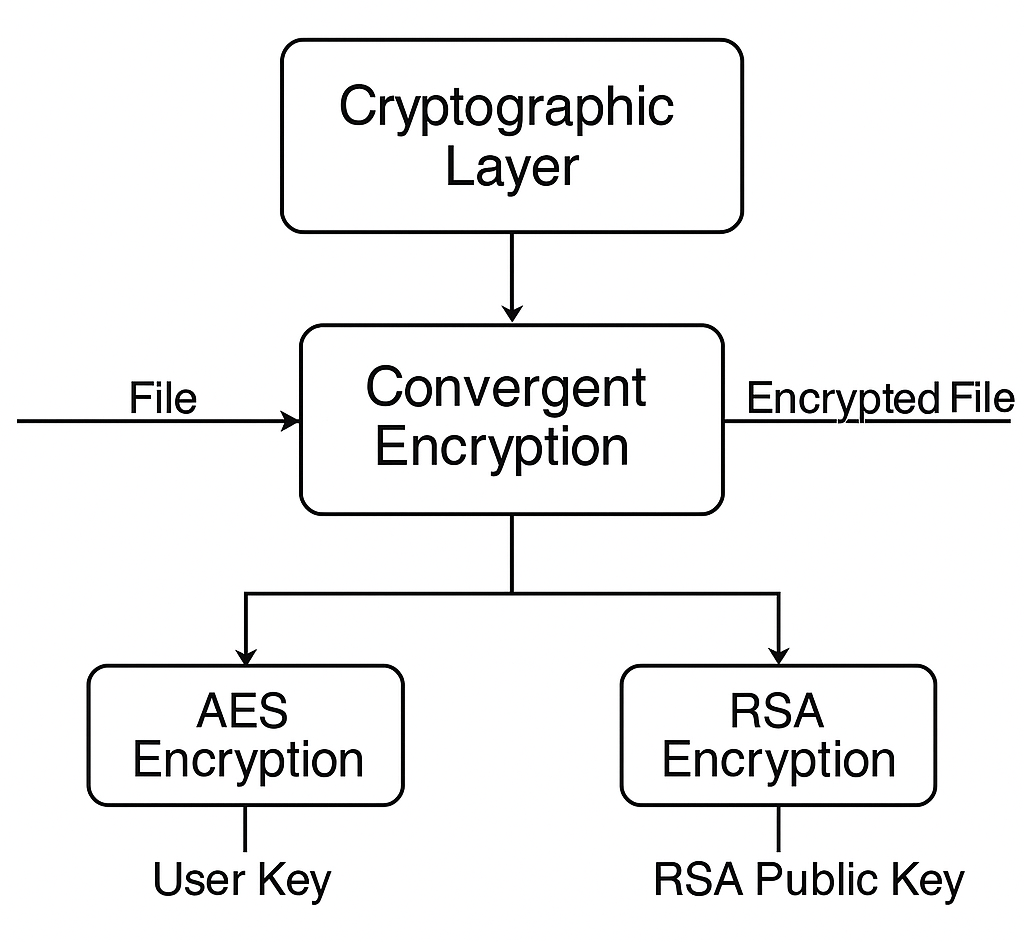 Cryptographic
Layer
File
Convergent
Encryption
Encrypted File
AES
Encryption
RSA
Encryption
User Key
RSA Public Key